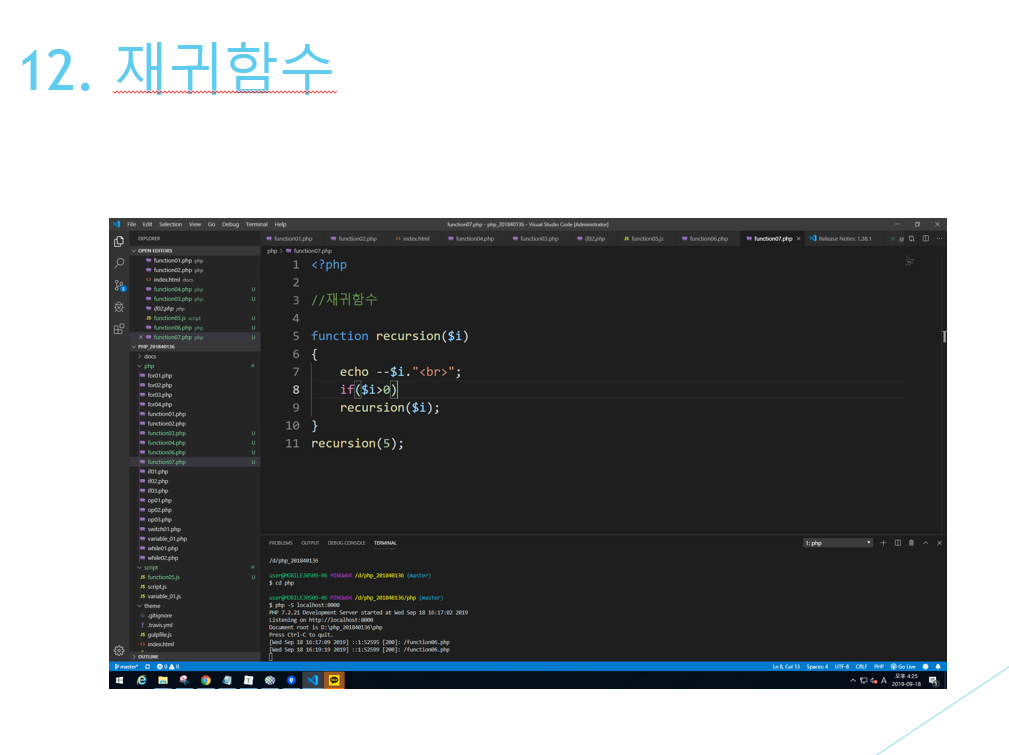 12. 재귀함수
File Edit Selection View Go Debug Terminal Help
function07.php - php_201840136 - Visual Studio Code [Administrator]
EXPLORER
function01.php function02.php index.html function04.php function03.php if02.php JS function05.js function06.php function07.php × Release Notes: 1.38.1
OPEN EDITORS
function01.php php
function02.php php
index.html docs
function04.php php U
function03.php php U
if02.php php
JS function05.js script U
function06.php php U
× function07.php php U
PHP_201840136
docs
php
for01.php
for02.php
for03.php
for04.php
function01.php
function02.php
function03.php U
function04.php U
function06.php U
function07.php U
if01.php
if02.php
if03.php
op01.php
op02.php
op03.php
switch01.php
variable_01.php
while01.php
while02.php
script
JS function05.js U
JS script.js
JS variable_01.js
theme
.gitignore
.travis.yml
JS gulpfile.js
index.html
OUTLINE
php > function07.php
1 <?php
2
3 //재귀함수
4
5 function recursion($i)
6 {
7 echo --$i."<br>";
8 if($i>0)
9 recursion($i);
10 }
11 recursion(5);
PROBLEMS OUTPUT DEBUG CONSOLE TERMINAL 1: php
/d/php_201840136
user@MOBILE30509-06 MINGW64 /d/php_201840136 (master)
$ cd php
user@MOBILE30509-06 MINGW64 /d/php_201840136/php (master)
$ php -S localhost:8000
PHP 7.2.21 Development Server started at Wed Sep 18 16:17:02 2019
Listening on http://localhost:8000
Document root is D:\php_201840136\php
Press Ctrl-C to quit.
[Wed Sep 18 16:17:09 2019] ::1:52595 [200]: /function06.php
[Wed Sep 18 16:19:19 2019] ::1:52599 [200]: /function06.php
master* 0 0 Ln 8, Col 13 Spaces: 4 UTF-8 CRLF PHP Go Live
A 오후 4:25
2019-09-18